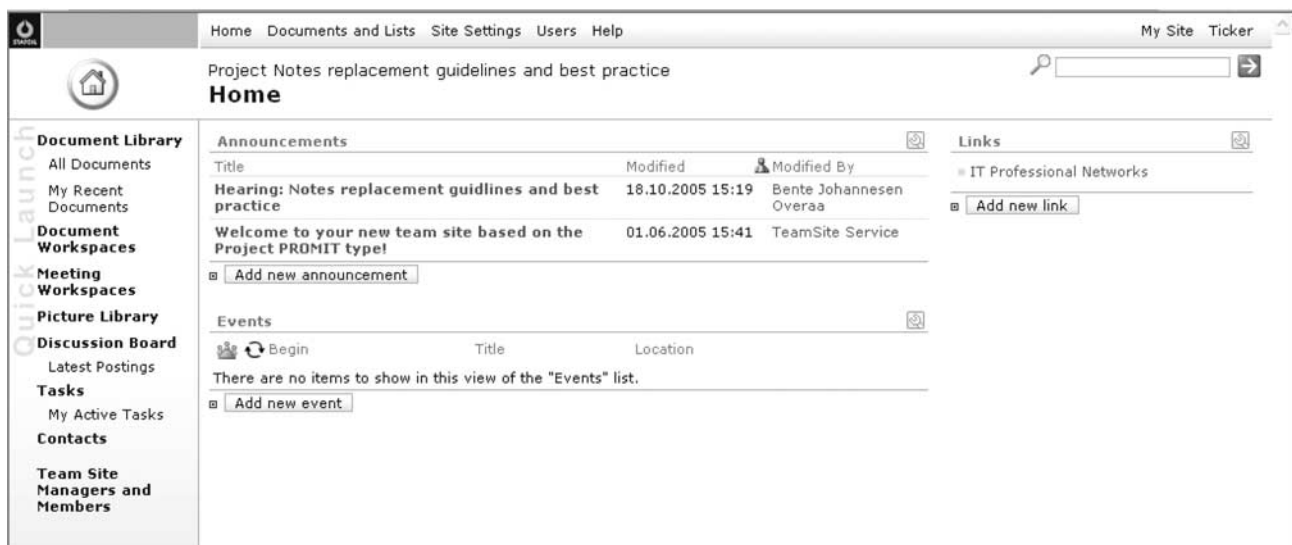 STATOIL
Home Documents and Lists Site Settings Users Help
My Site Ticker
Project Notes replacement guidelines and best practice
Home
Quick Launch
Document Library
All Documents
My Recent
Documents
Document
Workspaces
Meeting
Workspaces
Picture Library
Discussion Board
Latest Postings
Tasks
My Active Tasks
Contacts
Team Site
Managers and
Members
Announcements
Title Modified Modified By
Hearing: Notes replacement guidlines and best 18.10.2005 15:19 Bente Johannesen
practice Overaa
Welcome to your new team site based on the 01.06.2005 15:41 TeamSite Service
Project PROMIT type!
Add new announcement
Events
Begin Title Location
There are no items to show in this view of the "Events" list.
Add new event
Links
IT Professional Networks
Add new link